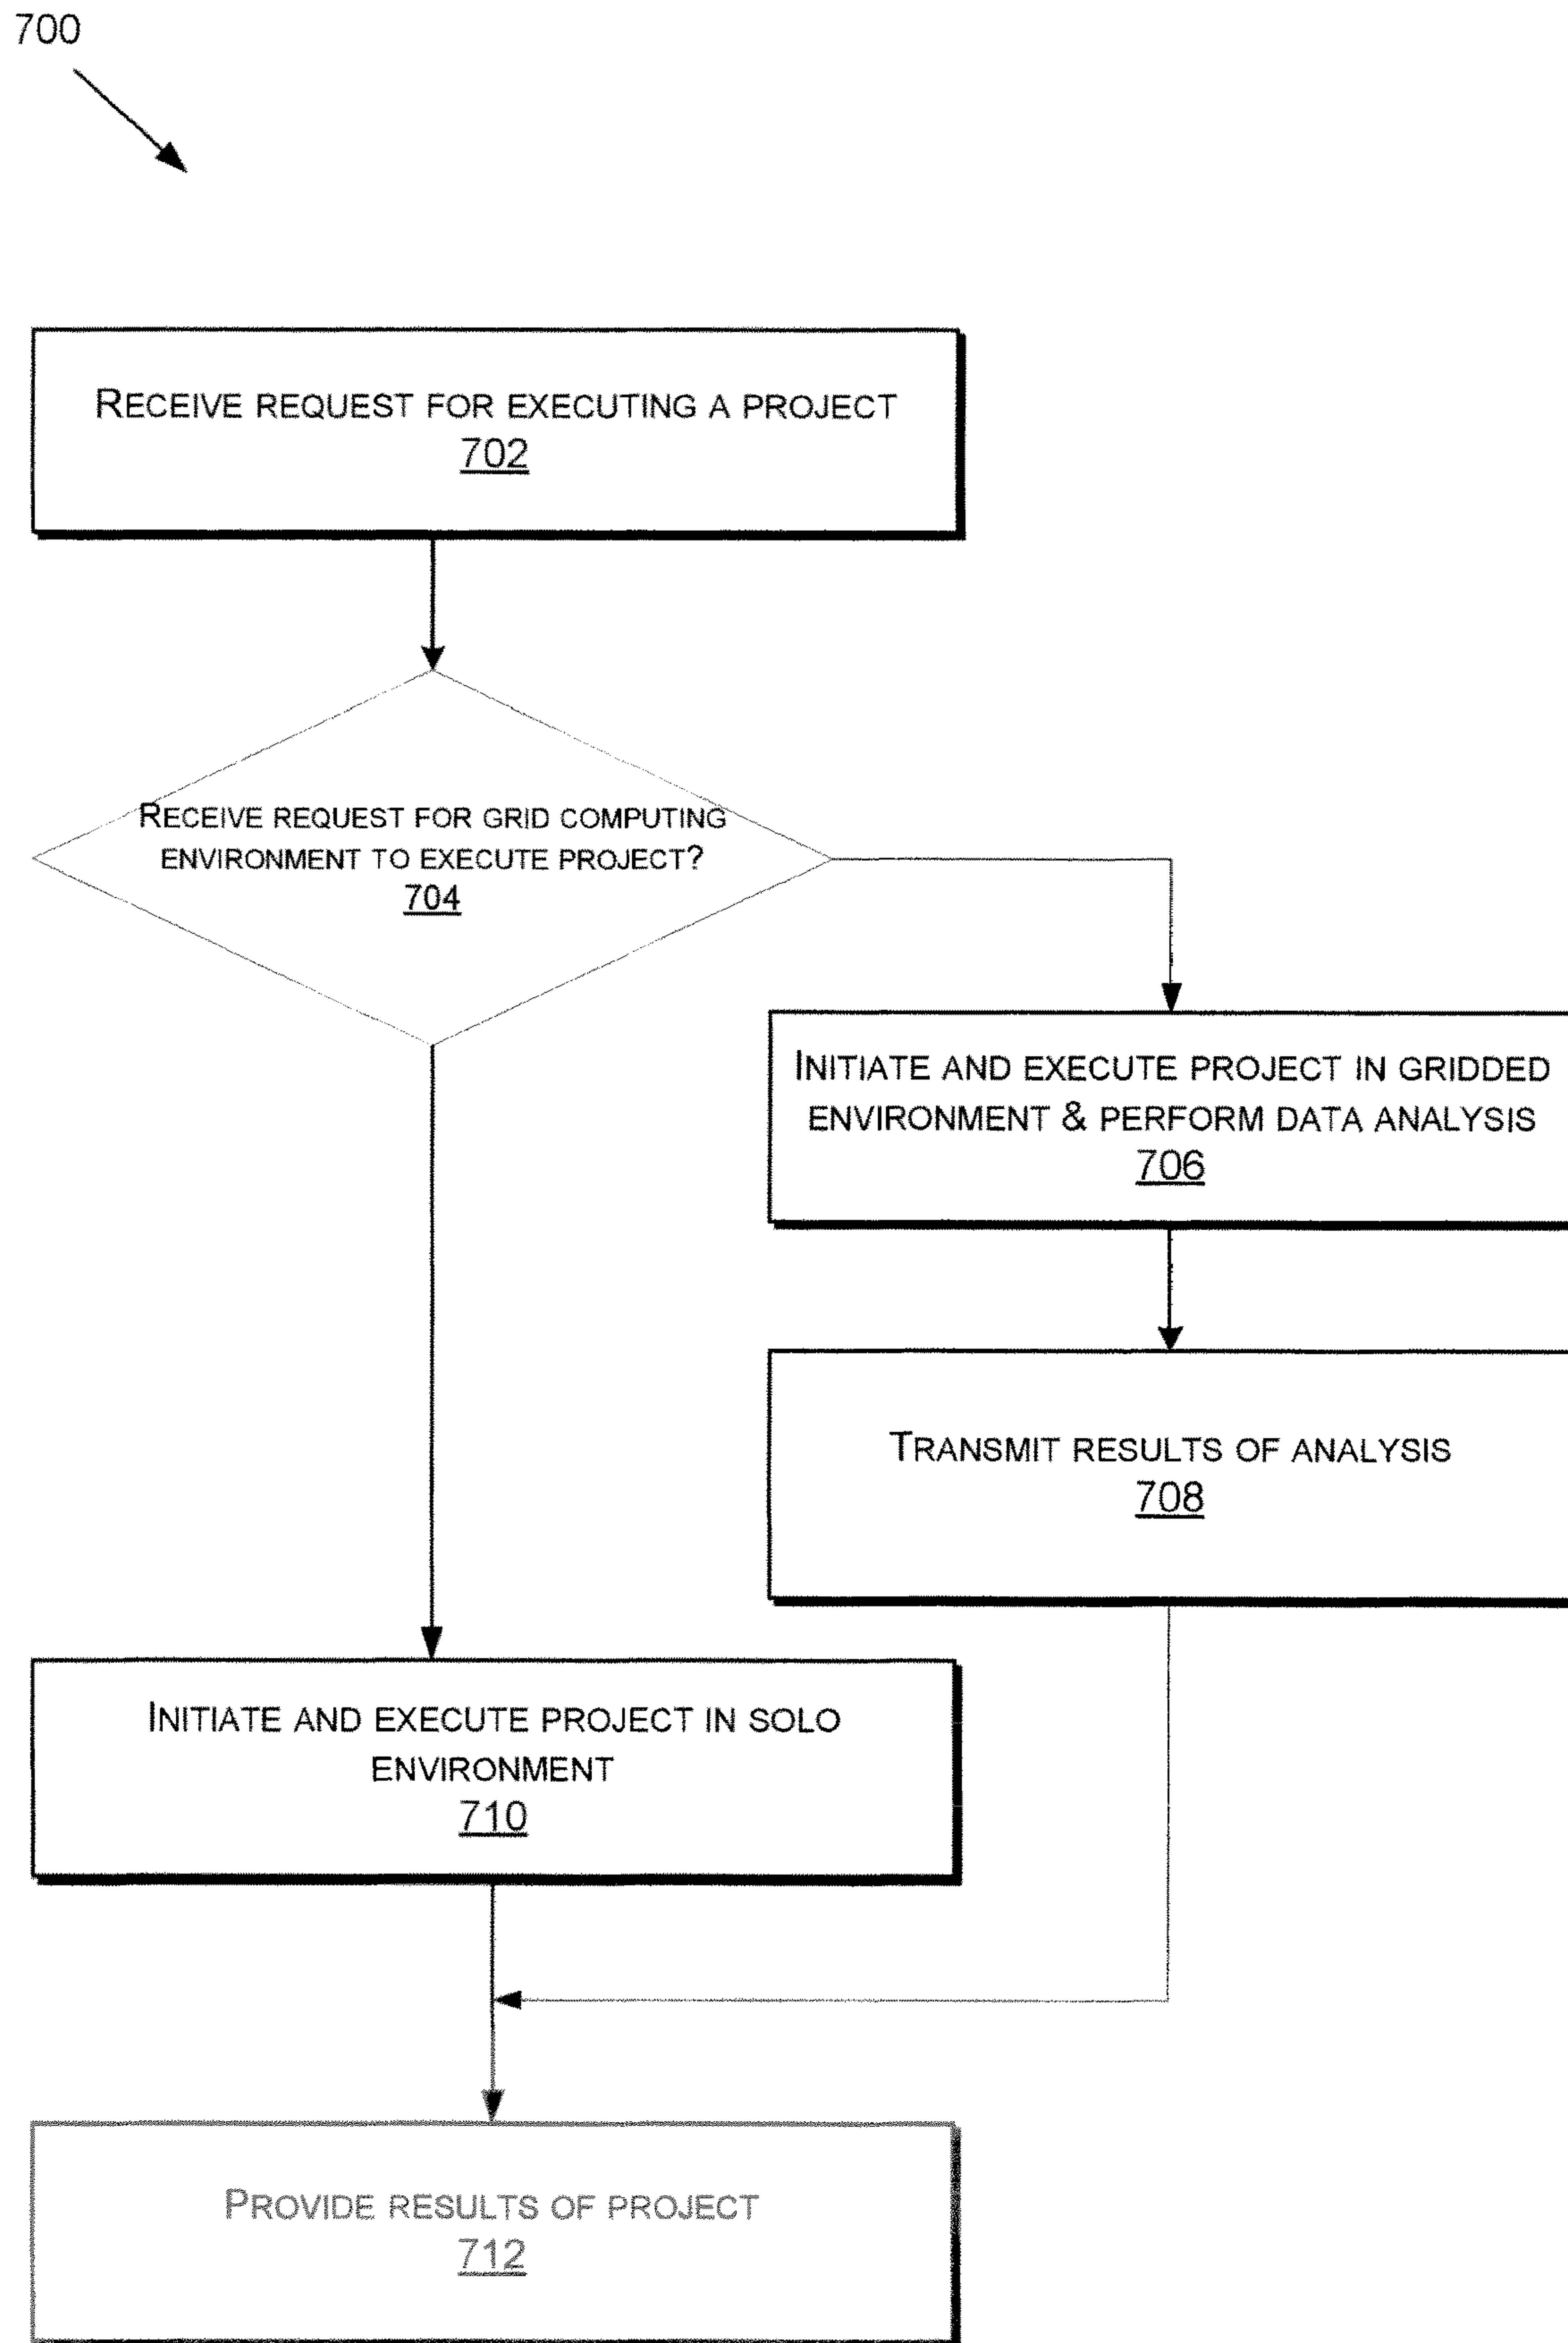 700
RECEIVE REQUEST FOR EXECUTING A PROJECT
702
RECEIVE REQUEST FOR GRID COMPUTING
ENVIRONMENT TO EXECUTE PROJECT?
704
INITIATE AND EXECUTE PROJECT IN GRIDDED
ENVIRONMENT & PERFORM DATA ANALYSIS
706
TRANSMIT RESULTS OF ANALYSIS
708
INITIATE AND EXECUTE PROJECT IN SOLO
ENVIRONMENT
710
PROVIDE RESULTS OF PROJECT
712